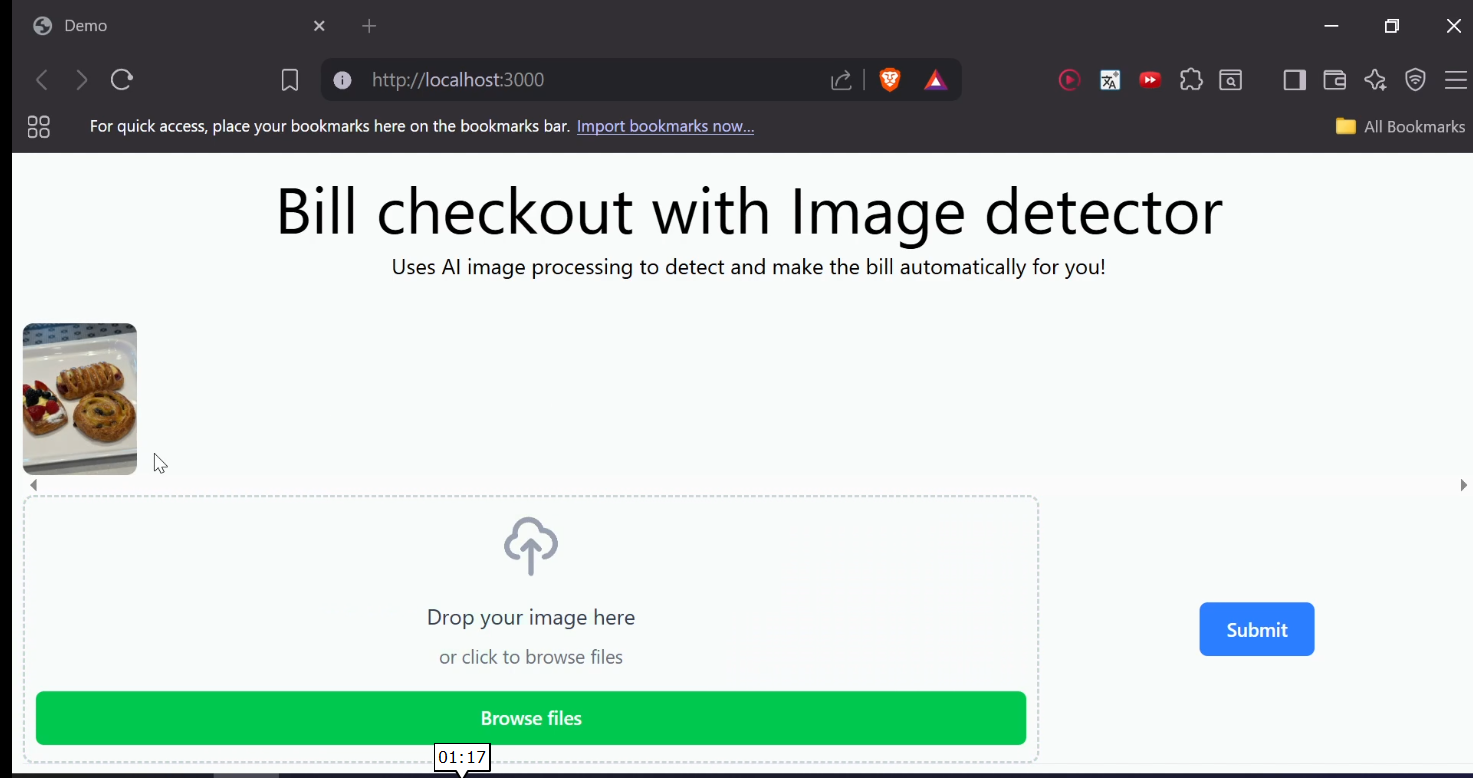 Demo
http://localhost:3000
For quick access, place your bookmarks here on the bookmarks bar. Import bookmarks now...
All Bookmarks
Bill checkout with Image detector
Uses AI image processing to detect and make the bill automatically for you!
Drop your image here
or click to browse files
Submit
Browse files
01:17